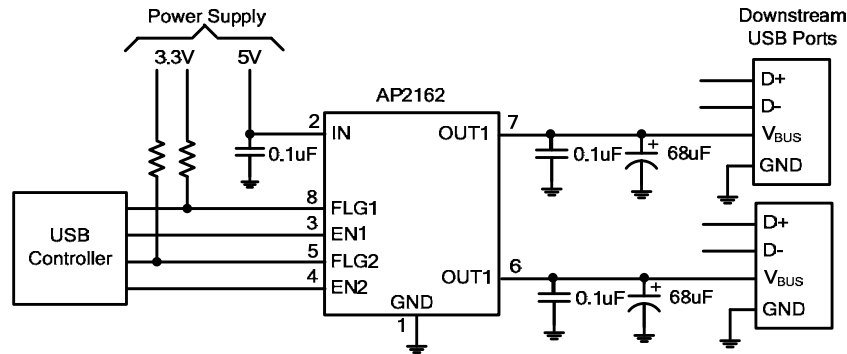 Power Supply
3.3V
5V
Downstream
USB Ports
AP2162
2
IN
0.1uF
OUT1
7
0.1uF
+
68uF
D+
D-
VBUS
GND
USB
Controller
8
FLG1
3
EN1
5
FLG2
4
EN2
GND
1
OUT1
6
0.1uF
+
68uF
D+
D-
VBUS
GND